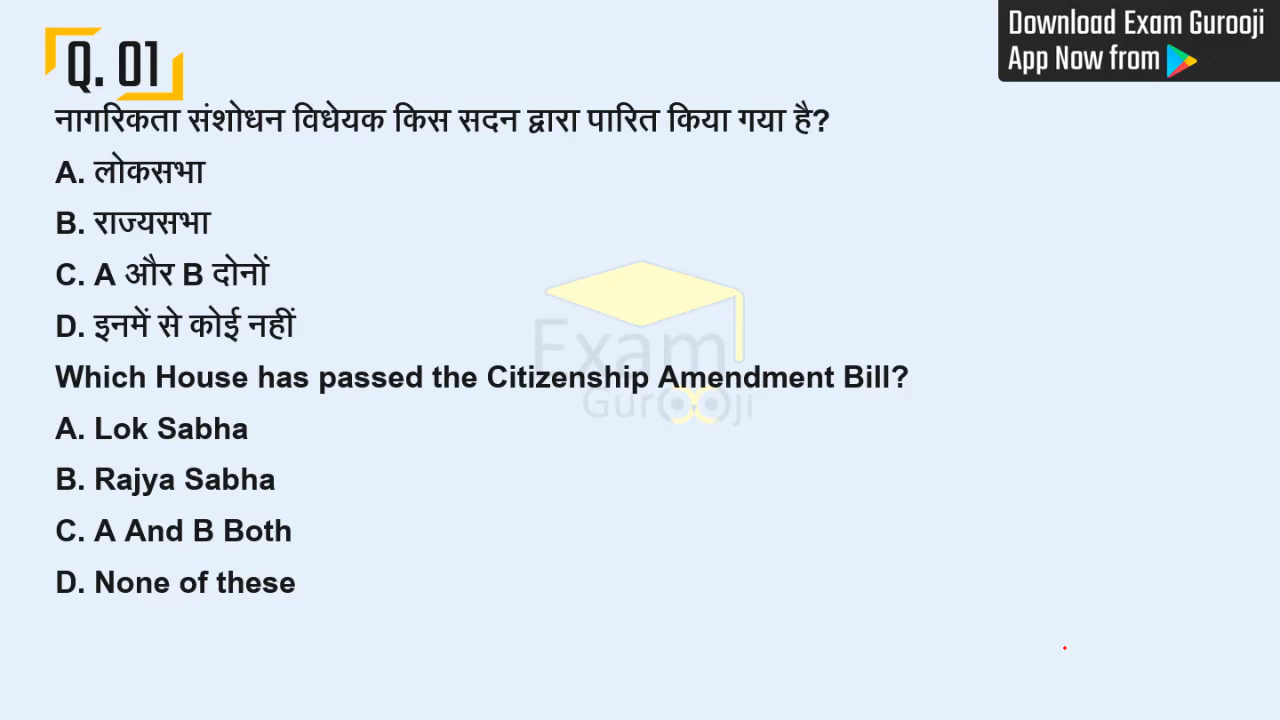 Download Exam Gurooji
App Now from
Q. 01
नागरिकता संशोधन विधेयक किस सदन द्वारा पारित किया गया है?
A. लोकसभा
B. राज्यसभा
C. A और B दोनों
D. इनमें से कोई नहीं
Exam
Gurooji
Which House has passed the Citizenship Amendment Bill?
A. Lok Sabha
B. Rajya Sabha
C. A And B Both
D. None of these